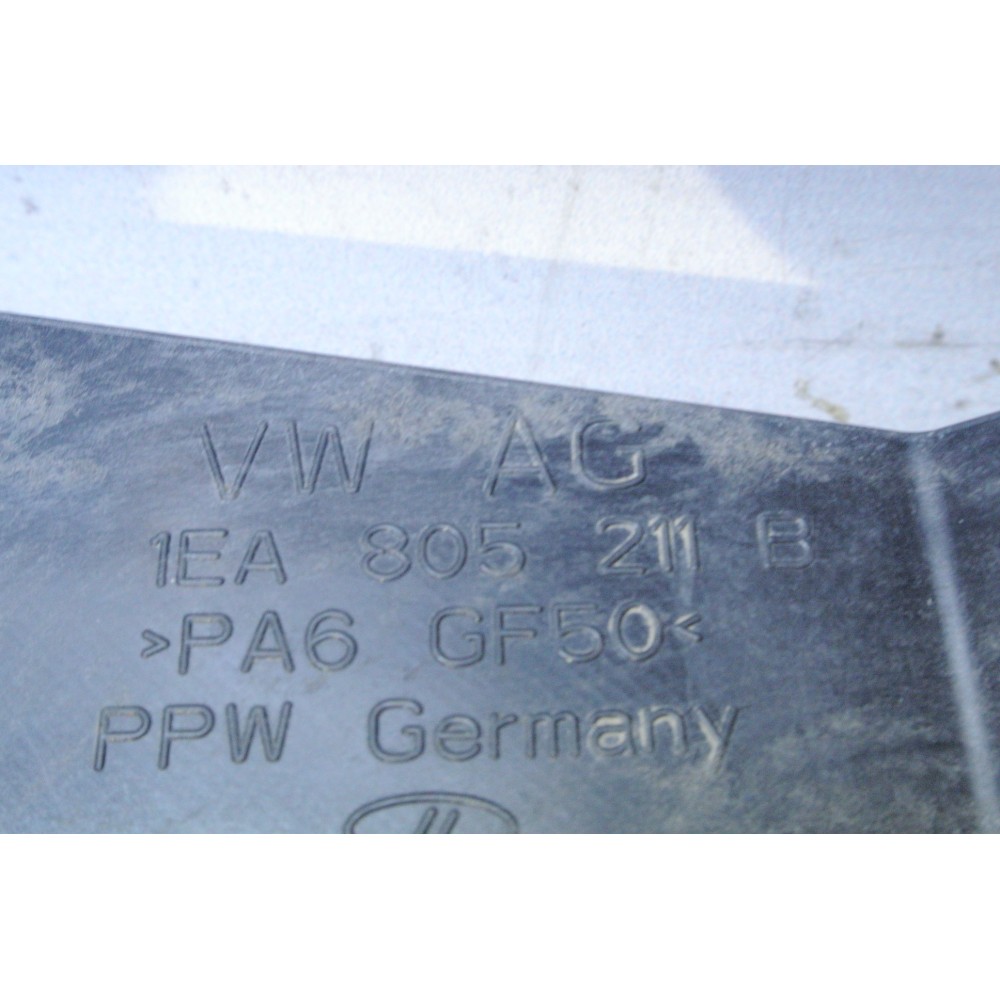 VW AG
1EA 805 211 B
>PA6 GF50<
PPW Germany